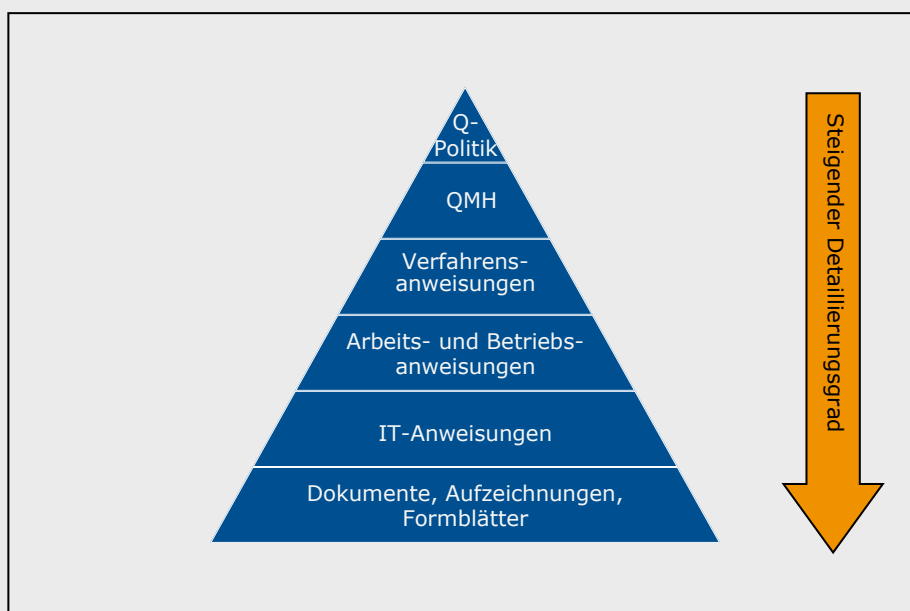 Q-
Politik
QMH
Verfahrens-
anweisungen
Arbeits- und Betriebs-
anweisungen
IT-Anweisungen
Dokumente, Aufzeichnungen,
Formblätter
Steigender Detaillierungsgrad